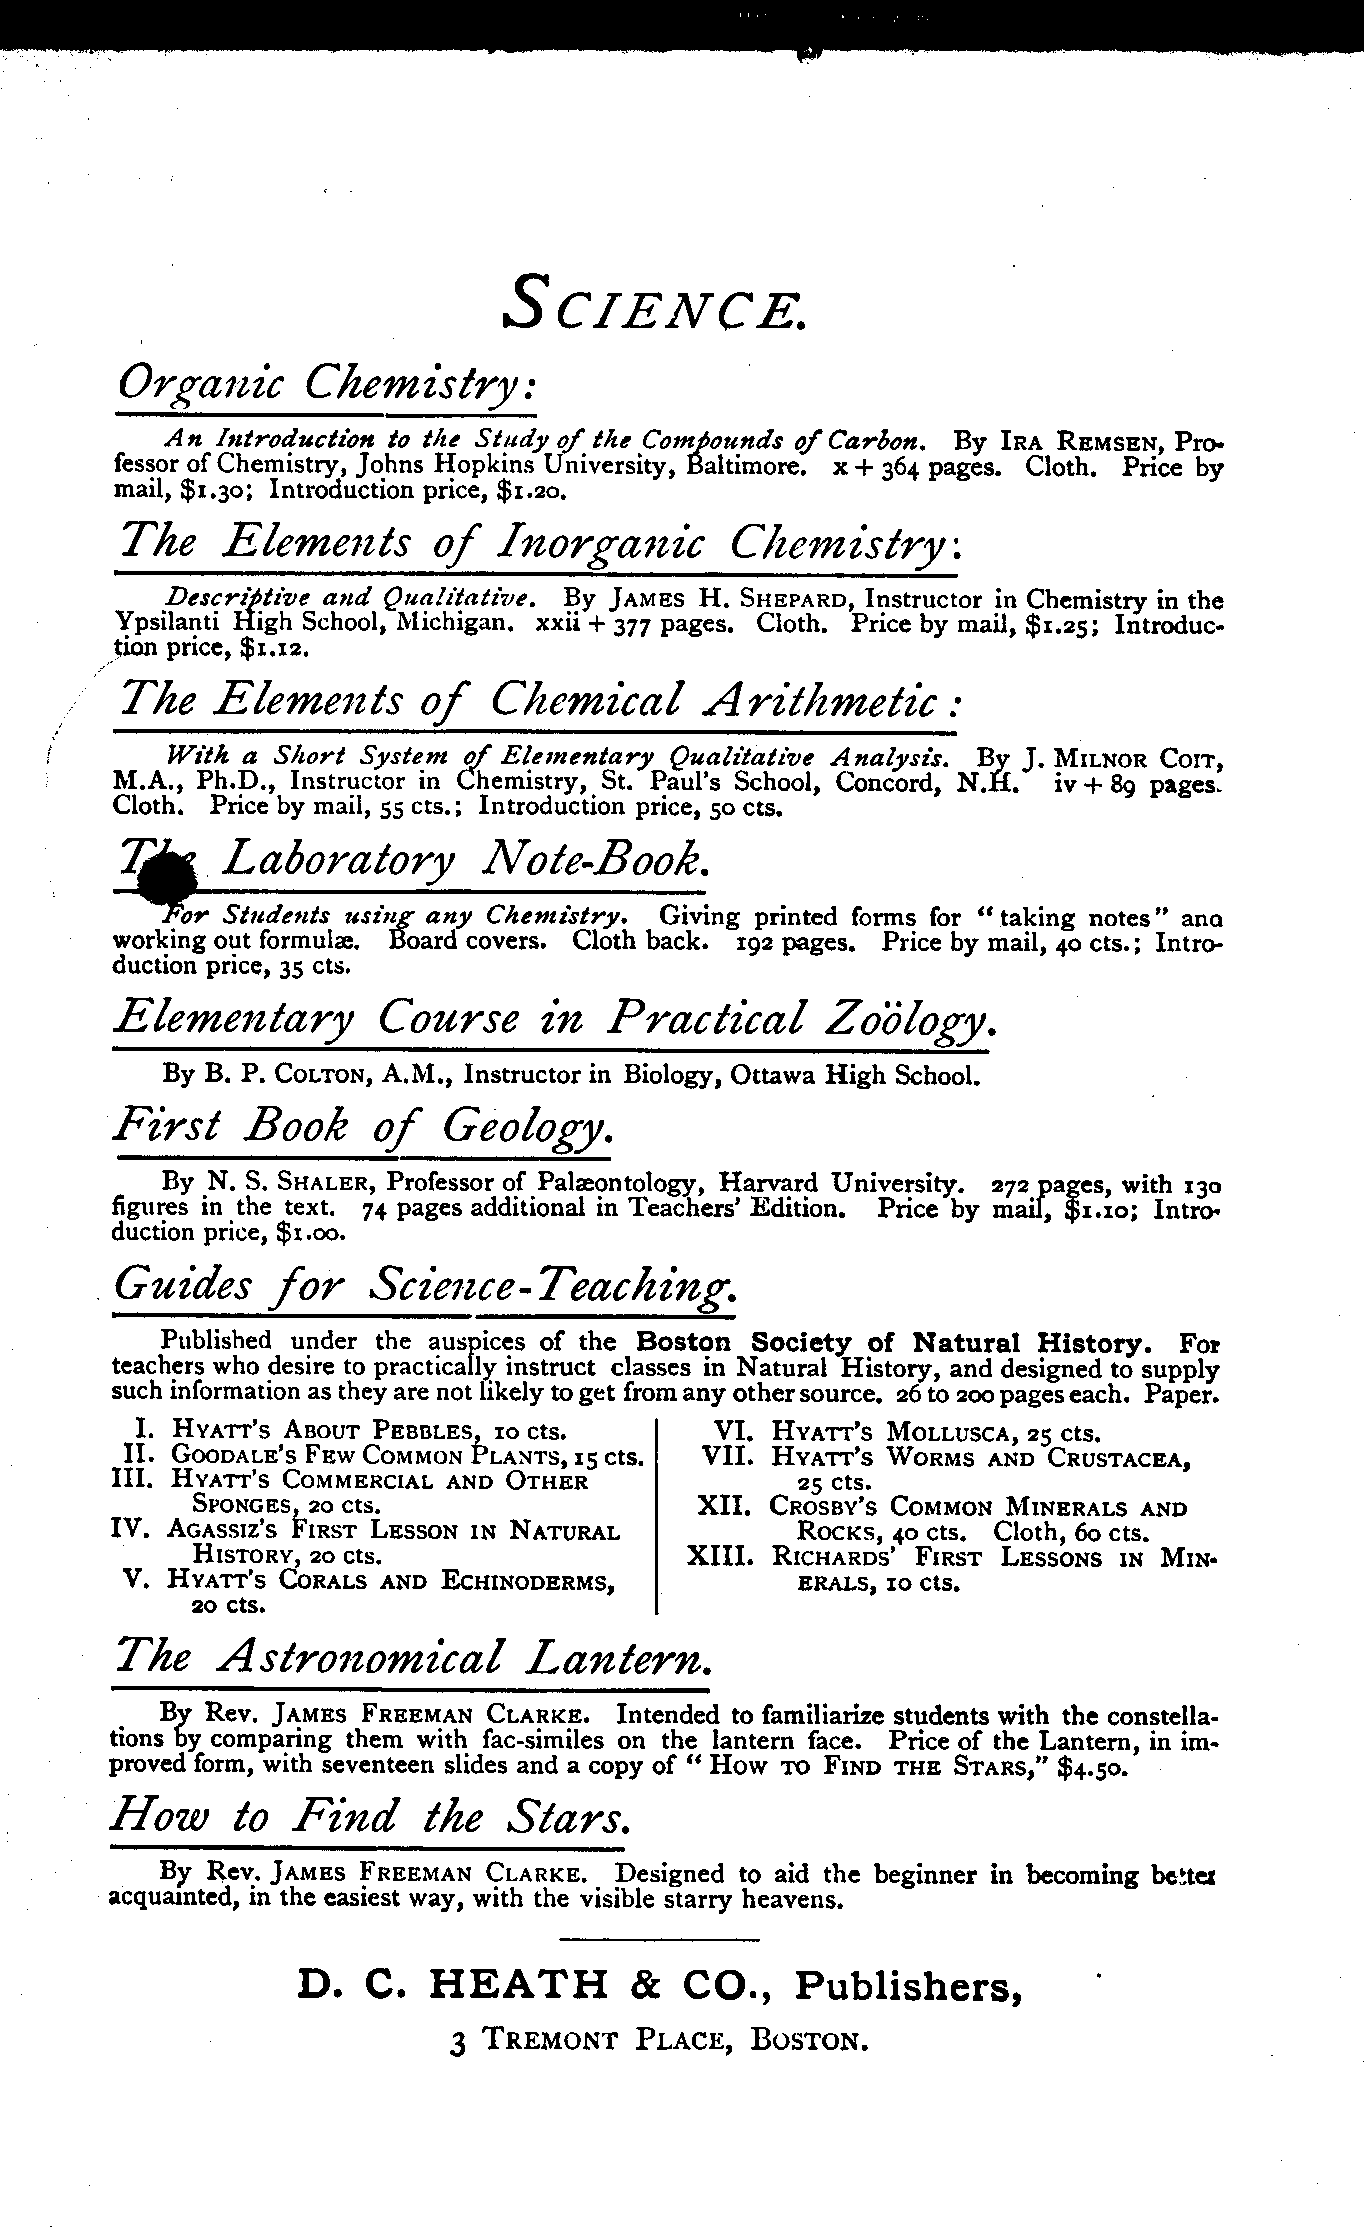 SCIENCE.
Organic Chemistry:
An Introduction to the Study of the Compounds of Carbon. By IRA REMSEN, Pro-
fessor of Chemistry, Johns Hopkins University, Baltimore. x + 364 pages. Cloth. Price by
mail, $1.30; Introduction price, $1.20.
The Elements of Inorganic Chemistry:
Descriptive and Qualitative. By JAMES H. SHEPARD, Instructor in Chemistry in the
Ypsilanti High School, Michigan. xxii + 377 pages. Cloth. Price by mail, $1.25; Introduc-
tion price, $1.12.
The Elements of Chemical Arithmetic:
With a Short System of Elementary Qualitative Analysis. By J. MILNOR COIT,
M.A., Ph.D., Instructor in Chemistry, St. Paul's School, Concord, N.H. iv + 89 pages.
Cloth. Price by mail, 55 cts.; Introduction price, 50 cts.
The Laboratory Note-Book.
For Students using any Chemistry. Giving printed forms for "taking notes" and
working out formulæ. Board covers. Cloth back. 192 pages. Price by mail, 40 cts.; Intro-
duction price, 35 cts.
Elementary Course in Practical Zoölogy.
By B. P. COLTON, A.M., Instructor in Biology, Ottawa High School.
First Book of Geology.
By N. S. SHALER, Professor of Palæontology, Harvard University. 272 pages, with 130
figures in the text. 74 pages additional in Teachers' Edition. Price by mail, $1.10; Intro-
duction price, $1.00.
Guides for Science-Teaching.
Published under the auspices of the Boston Society of Natural History. For
teachers who desire to practically instruct classes in Natural History, and designed to supply
such information as they are not likely to get from any other source. 26 to 200 pages each. Paper.
I. HYATT'S ABOUT PEBBLES, 10 cts.
II. GOODALE'S FEW COMMON PLANTS, 15 cts.
III. HYATT'S COMMERCIAL AND OTHER
SPONGES, 20 cts.
IV. AGASSIZ'S FIRST LESSON IN NATURAL
HISTORY, 20 cts.
V. HYATT'S CORALS AND ECHINODERMS,
20 cts.
VI. HYATT'S MOLLUSCA, 25 cts.
VII. HYATT'S WORMS AND CRUSTACEA,
25 cts.
XII. CROSBY'S COMMON MINERALS AND
ROCKS, 40 cts. Cloth, 60 cts.
XIII. RICHARDS' FIRST LESSONS IN MIN-
ERALS, 10 cts.
The Astronomical Lantern.
By Rev. JAMES FREEMAN CLARKE. Intended to familiarize students with the constella-
tions by comparing them with fac-similes on the lantern face. Price of the Lantern, in im-
proved form, with seventeen slides and a copy of "HOW TO FIND THE STARS," $4.50.
How to Find the Stars.
By Rev. JAMES FREEMAN CLARKE. Designed to aid the beginner in becoming better
acquainted, in the easiest way, with the visible starry heavens.
D. C. HEATH & CO., Publishers,
3 TREMONT PLACE, BOSTON.